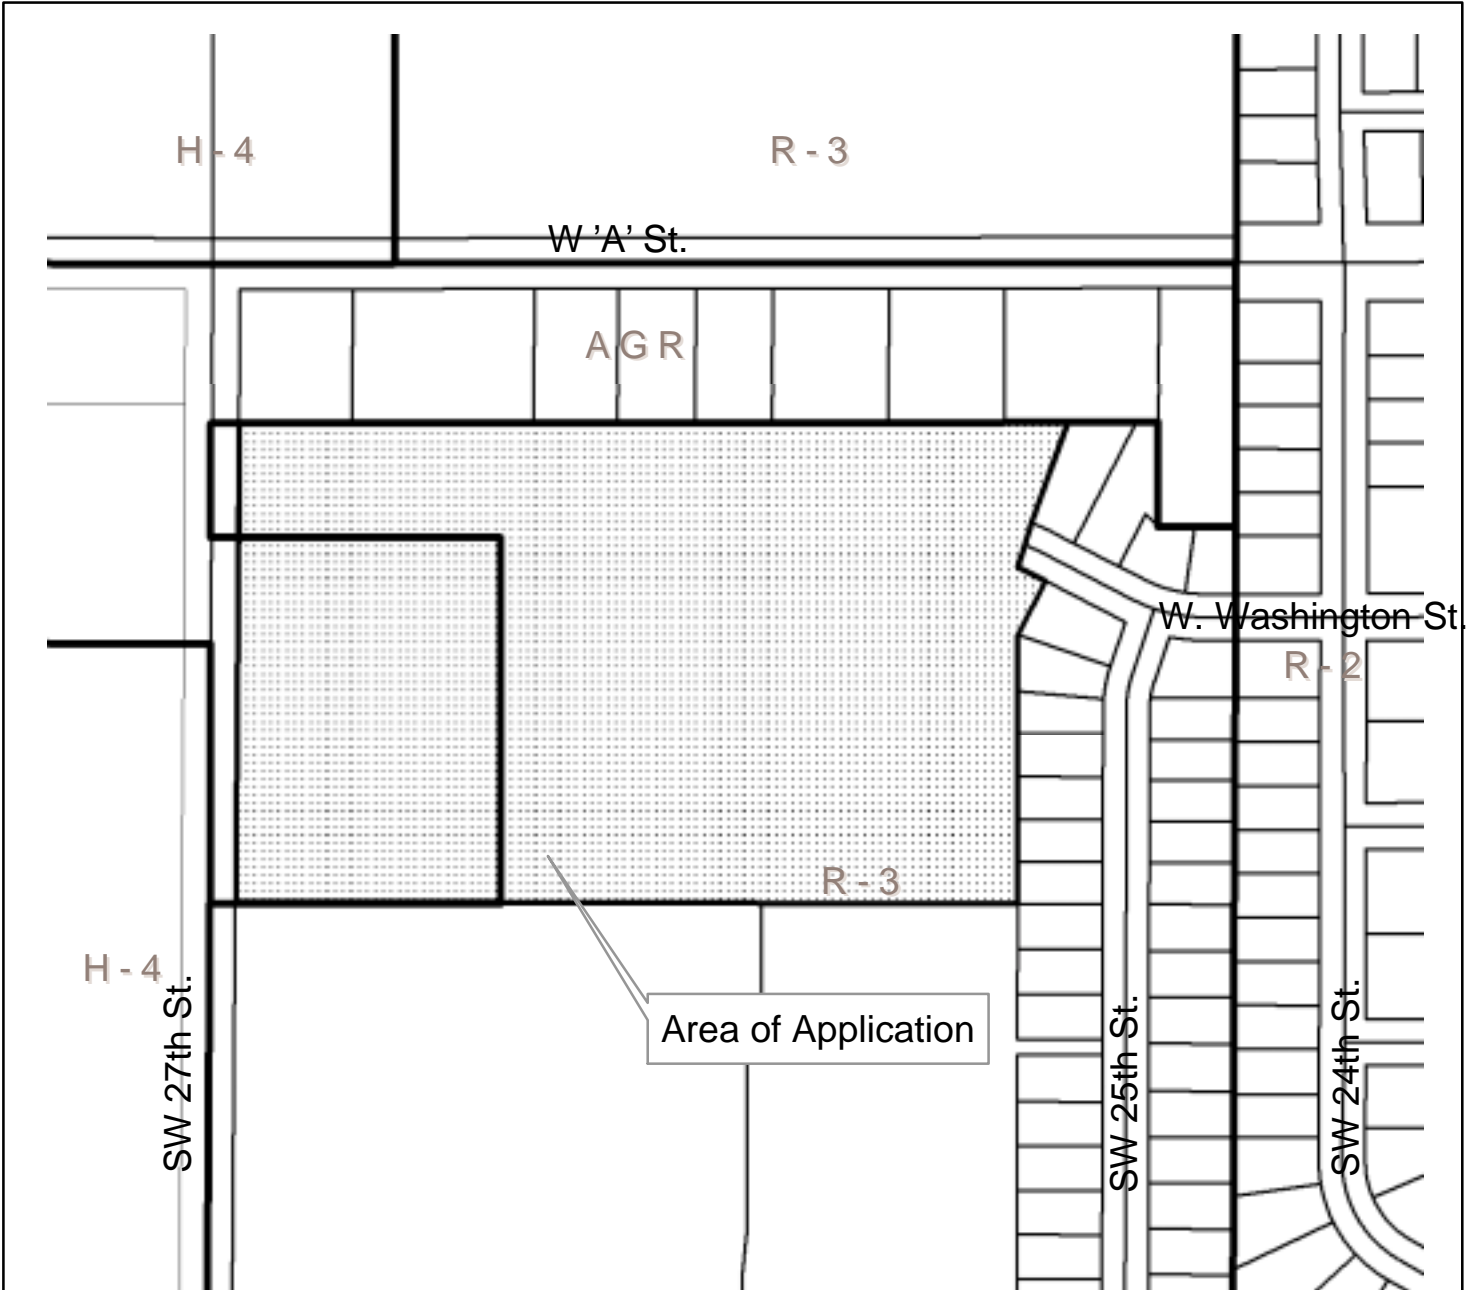 H - 4
R - 3
W 'A' St.
A G R
W. Washington St.
R - 2
R - 3
H - 4
SW 27th St.
Area of Application
SW 25th St.
SW 24th St.